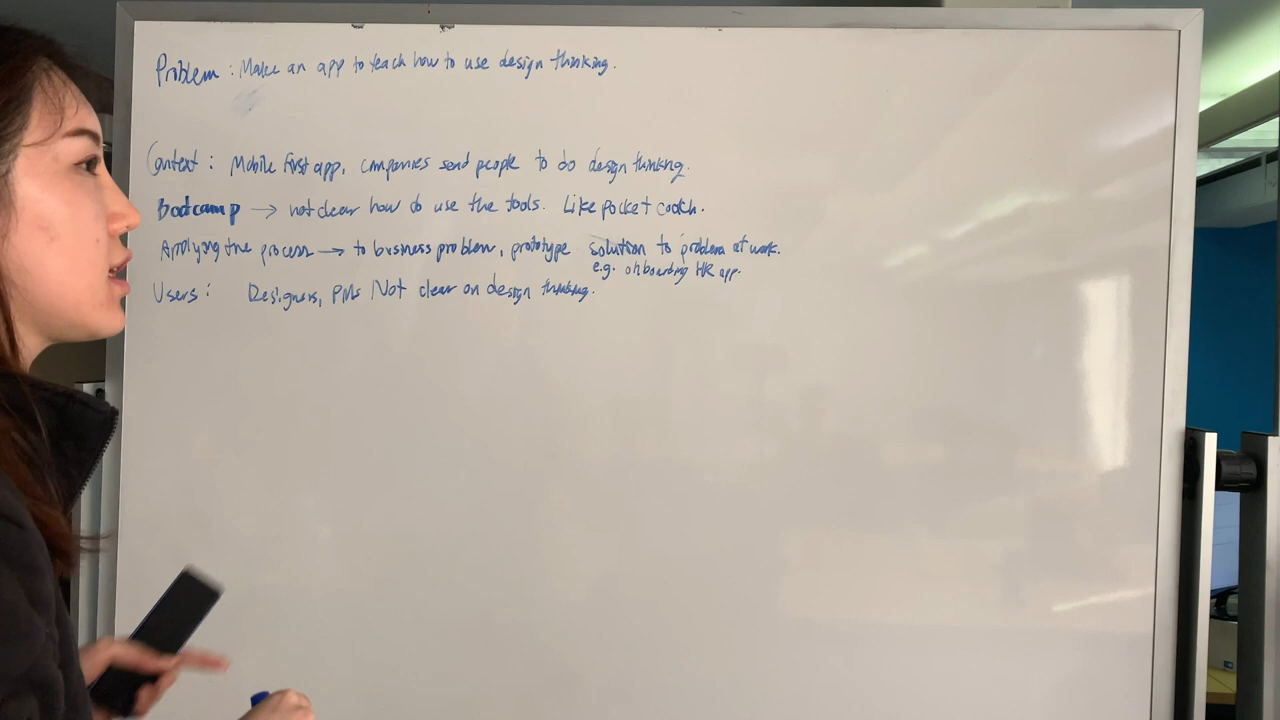 Problem : Make an app to teach how to use design thinking.
Context : Mobile first app, companies send people to do design thinking.
Bootcamp → not clear how do use the tools. Like pocket coach.
Applying the process → to business problem, prototype solution to problem at work.
e.g. onboarding HR app.
Users : Designers, PMs Not clear on design thinking.